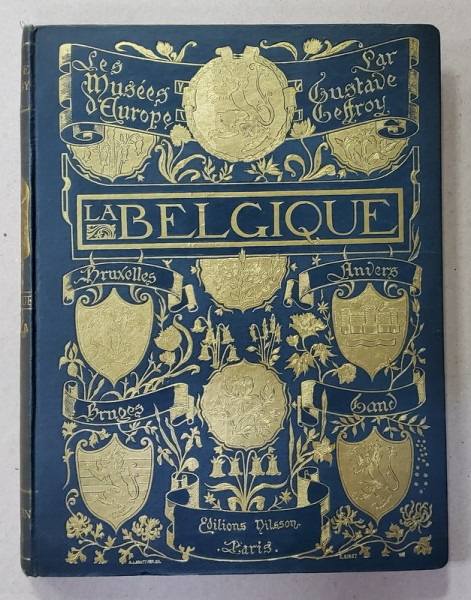 Les
Musées
d'Europe
Par
Gustave
Geffroy
LA BELGIQUE
Bruxelles
Anvers
Bruges
Gand
Editions Nilsson
Paris